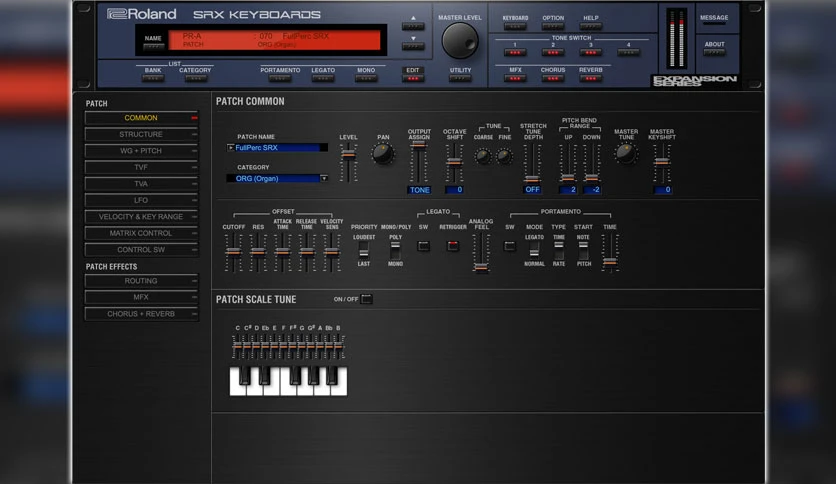 Roland SRX KEYBOARDS
NAME
PR-A : 070 FullPerc SRX
PATCH ORG (Organ)
LIST
BANK CATEGORY PORTAMENTO LEGATO MONO EDIT
▲
▼
MASTER LEVEL
UTILITY
KEYBOARD OPTION HELP
TONE SWITCH
1 2 3 4
MFX CHORUS REVERB
MESSAGE
ABOUT
EXPANSION
SERIES
PATCH
COMMON
STRUCTURE
WG + PITCH
TVF
TVA
LFO
VELOCITY & KEY RANGE
MATRIX CONTROL
CONTROL SW
PATCH EFFECTS
ROUTING
MFX
CHORUS + REVERB
PATCH COMMON
PATCH NAME
FullPerc SRX
CATEGORY
ORG (Organ)
LEVEL
PAN
OUTPUT
ASSIGN
TONE
OCTAVE
SHIFT
0
TUNE
COARSE FINE
STRETCH
TUNE
DEPTH
OFF
PITCH BEND
RANGE
UP DOWN
2 -2
MASTER
TUNE
MASTER
KEYSHIFT
0
OFFSET
CUTOFF RES ATTACK
TIME RELEASE
TIME VELOCITY
SENS
PRIORITY
LOUDEST
LAST
MONO/POLY
POLY
MONO
LEGATO
SW RETRIGGER
ANALOG
FEEL
PORTAMENTO
SW MODE TYPE START TIME
LEGATO TIME NOTE
NORMAL RATE PITCH
PATCH SCALE TUNE
ON / OFF
C C# D Eb E F F# G G# A Bb B